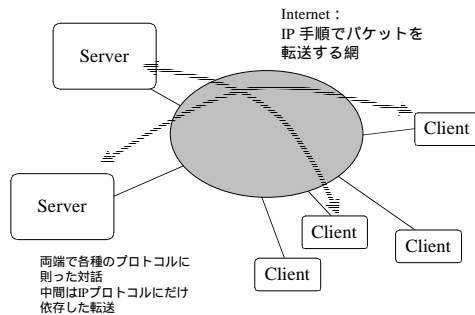 Internet：
IP 手順でパケットを
転送する網
Server
Client
Server
Client
Client
Client
両端で各種のプロトコルに
則った対話
中間はIPプロトコルにだけ
依存した転送